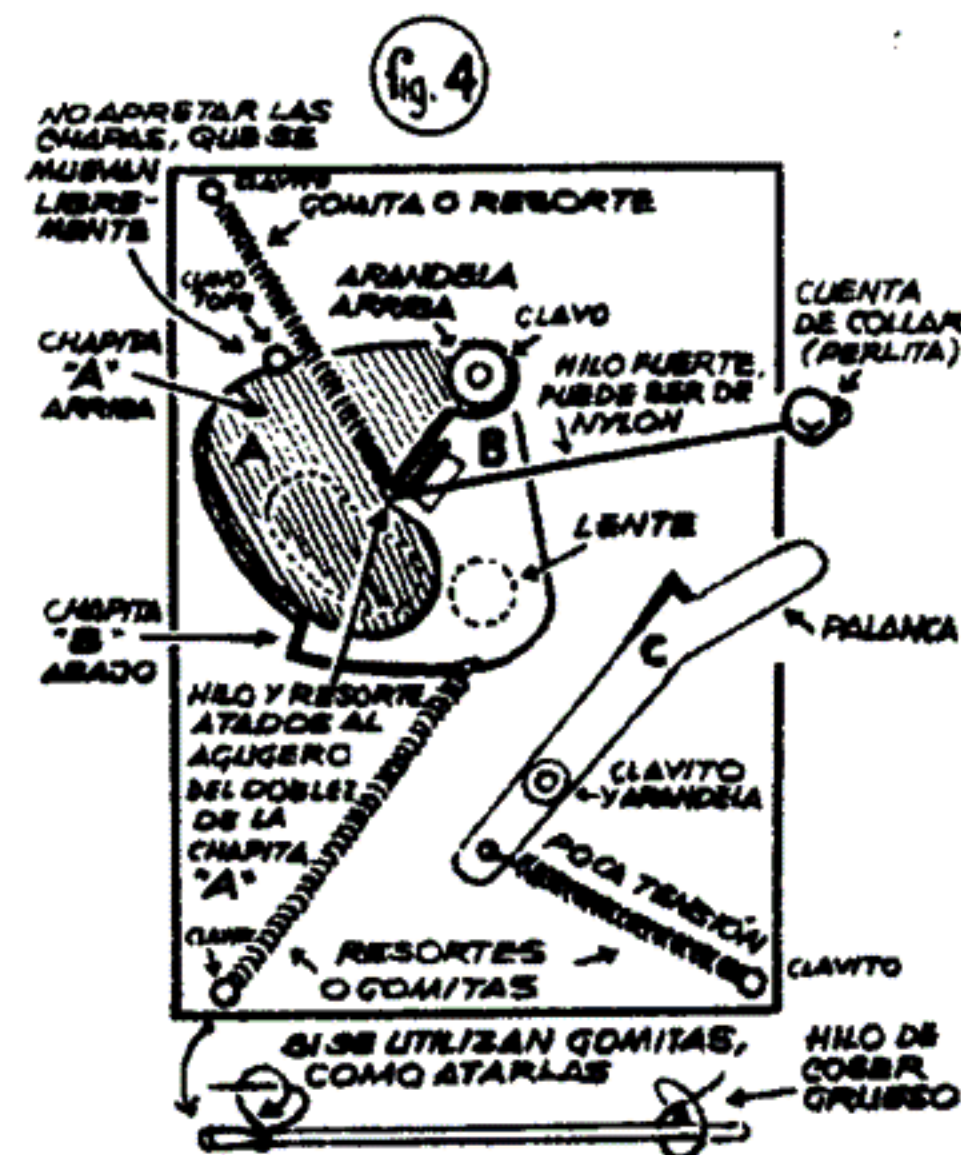 fig. 4
NO APRETAR LAS
CHAPAS, QUE SE
MUEVAN
LIBRE-
MENTE
CLAVITO
GOMITA O RESORTE
CLAVO
TOPE
ARANDELA
ARRIBA
CLAVO
CHAPITA
"A"
ARRIBA
HILO FUERTE,
PUEDE SER DE
NYLON
CUENTA
DE COLLAR
(PERLITA)
A
B
LENTE
CHAPITA
"B"
ABAJO
C
PALANCA
HILO Y RESORTE
ATADOS AL
AGUGERO
DEL DOBLEZ
DE LA
CHAPITA
"A"
CLAVITO
Y ARANDELA
POCA TENSIÓN
RESORTES
O GOMITAS
CLAVITO
SI SE UTILIZAN GOMITAS,
COMO ATARLAS
HILO DE
COSER
GRUESO